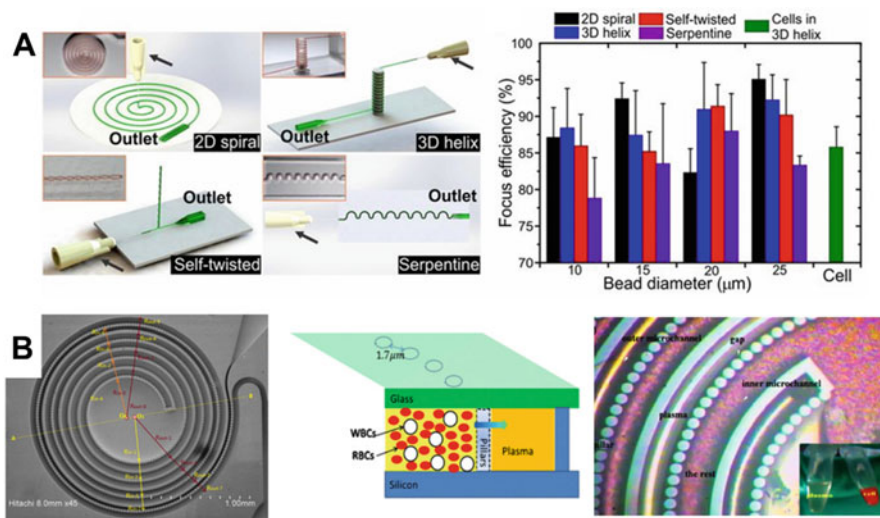 A
Outlet
2D spiral
Outlet
3D helix
Outlet
Self-twisted
Outlet
Serpentine
2D spiral
Self-twisted
Cells in
3D helix
3D helix
Serpentine
Focus efficiency (%)
100
95
90
85
80
75
70
10
15
20
25
Cell
Bead diameter (μm)
B
A
B
Hitachi 8.0mm x45
1.00mm
1.7μm
Glass
WBCs
RBCs
Pillars
Plasma
Silicon
outer microchannel
gap
inner microchannel
plasma
the rest